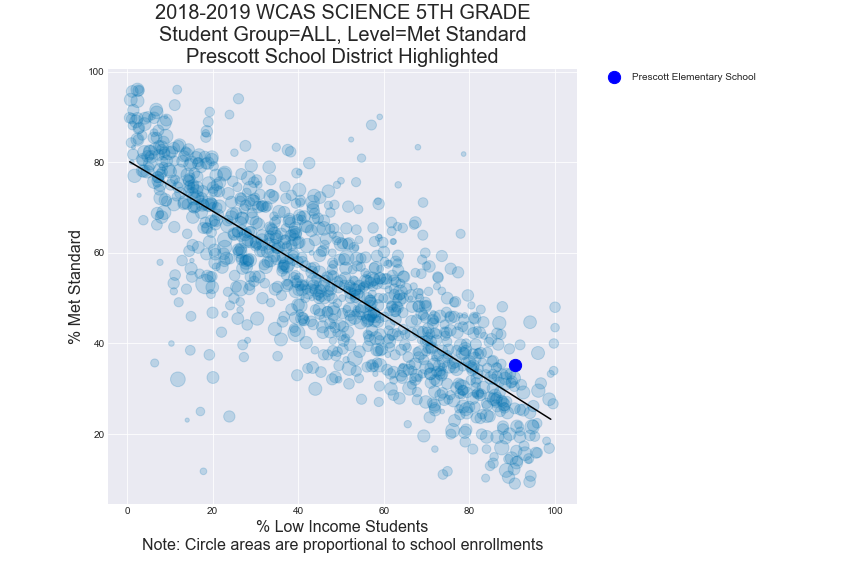 2018-2019 WCAS SCIENCE 5TH GRADE
Student Group=ALL, Level=Met Standard
Prescott School District Highlighted
Prescott Elementary School
% Met Standard
100
80
60
40
20
0 20 40 60 80 100
% Low Income Students
Note: Circle areas are proportional to school enrollments